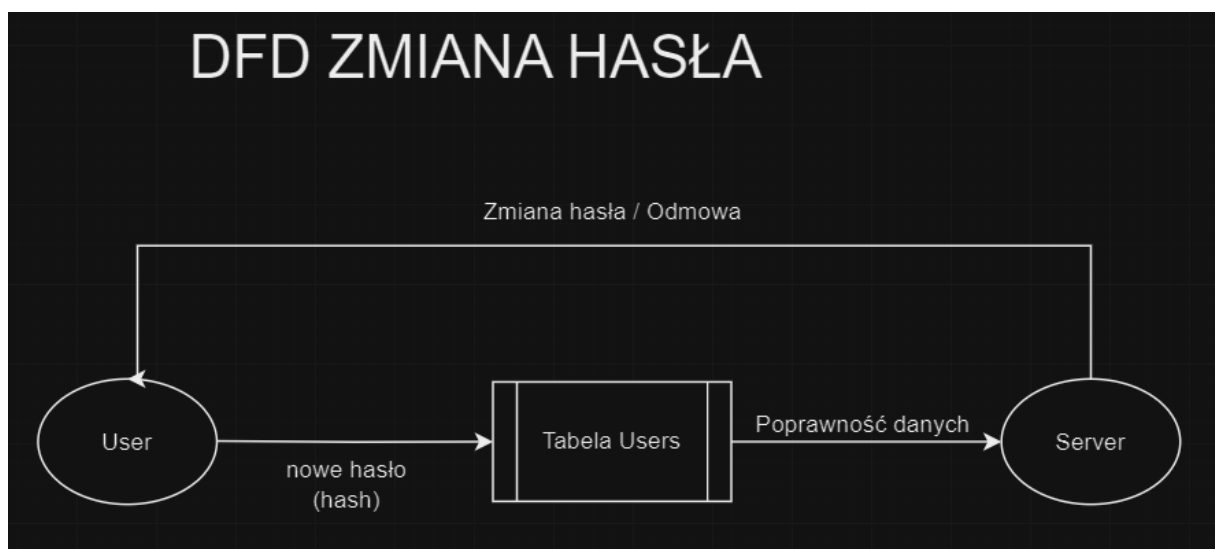 DFD ZMIANA HASŁA
Zmiana hasła / Odmowa
User
nowe hasło
(hash)
Tabela Users
Poprawność danych
Server